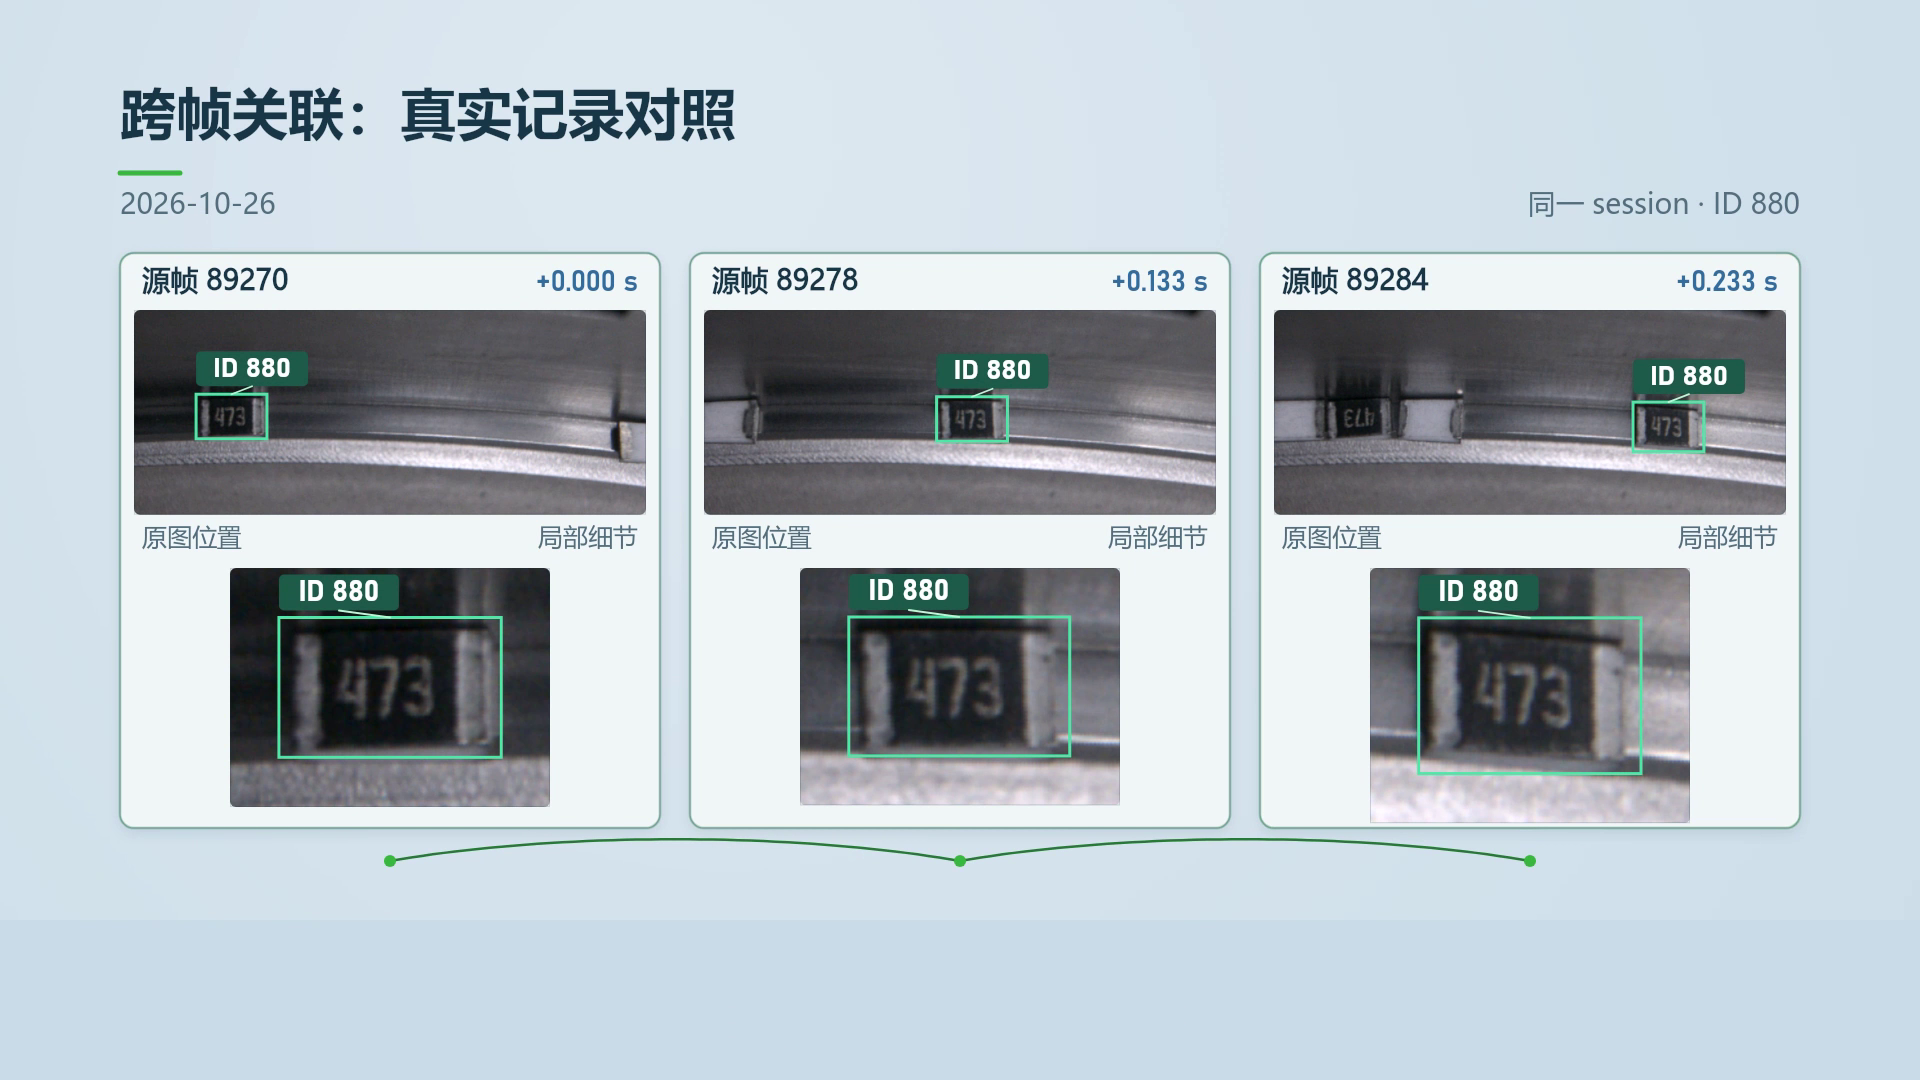 跨帧关联：真实记录对照
2026-10-26
同一 session · ID 880
源帧 89270
+0.000 s
ID 880
473
原图位置
局部细节
ID 880
473
源帧 89278
+0.133 s
ID 880
473
原图位置
局部细节
ID 880
473
源帧 89284
+0.233 s
473
ID 880
473
原图位置
局部细节
ID 880
473